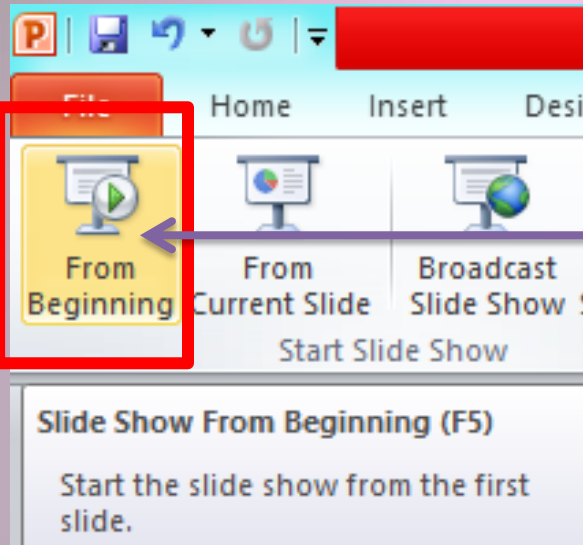 P
File Home Insert Desi
From Beginning
From Current Slide
Broadcast Slide Show S
Start Slide Show
Slide Show From Beginning (F5)
Start the slide show from the first
slide.